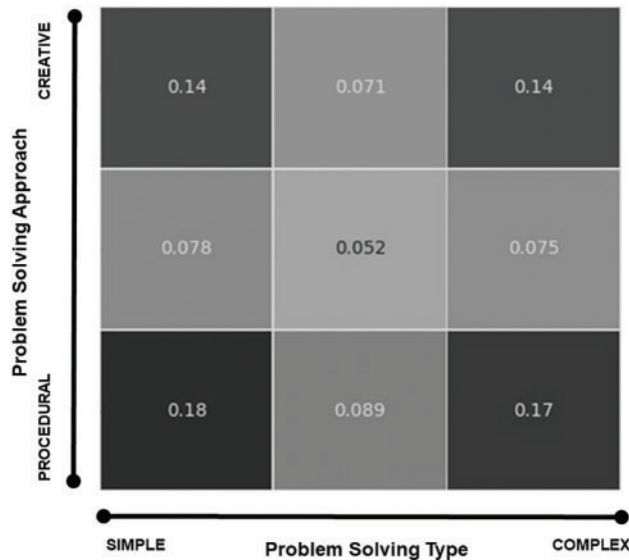 CREATIVE
Problem Solving Approach
PROCEDURAL
0.14 0.071 0.14
0.078 0.052 0.075
0.18 0.089 0.17
SIMPLE Problem Solving Type COMPLEX